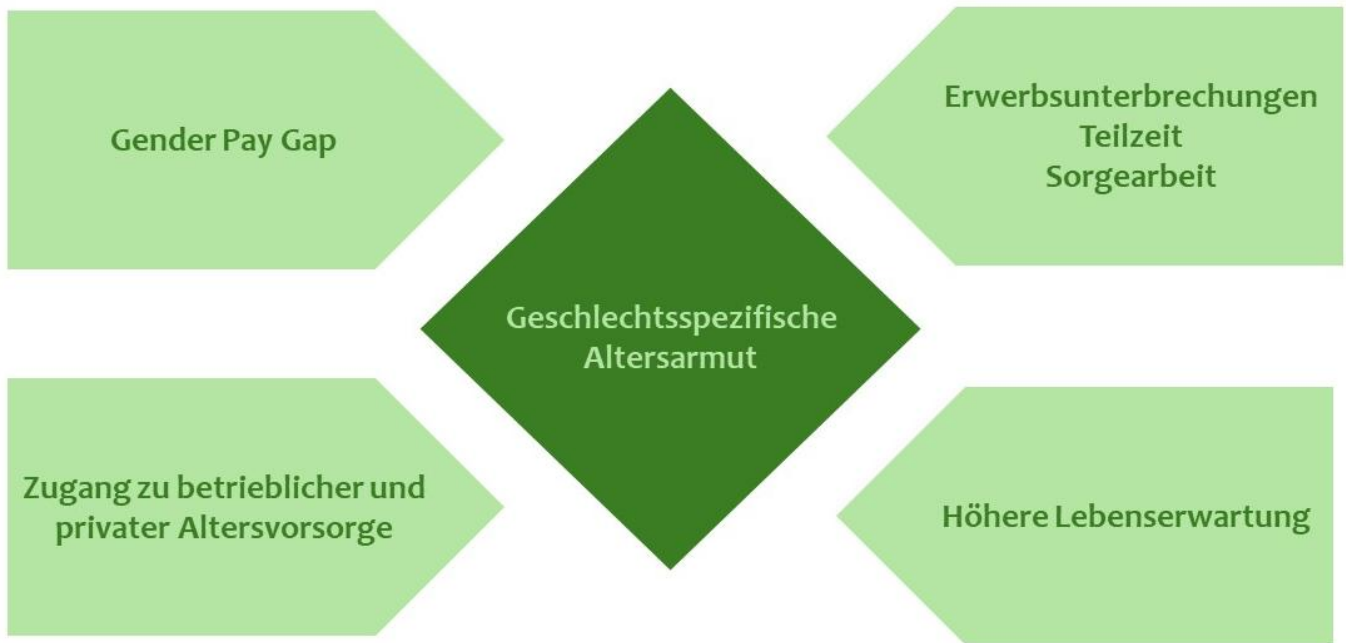 Gender Pay Gap
Erwerbsunterbrechungen
Teilzeit
Sorgearbeit
Geschlechtsspezifische
Altersarmut
Zugang zu betrieblicher und
privater Altersvorsorge
Höhere Lebenserwartung